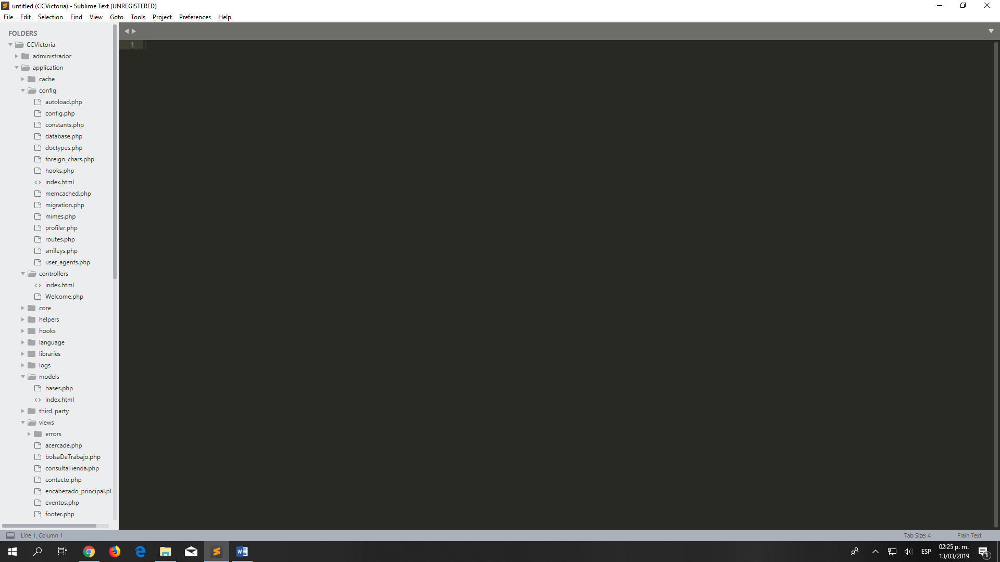 untitled (CCVictoria) - Sublime Text (UNREGISTERED)
File Edit Selection Find View Goto Tools Project Preferences Help
FOLDERS
CCVictoria
administrador
application
cache
config
autoload.php
config.php
constants.php
database.php
doctypes.php
foreign_chars.php
hooks.php
index.html
memcached.php
migration.php
mimes.php
profiler.php
routes.php
smileys.php
user_agents.php
controllers
index.html
Welcome.php
core
helpers
hooks
language
libraries
logs
models
bases.php
index.html
third_party
views
errors
acercade.php
bolsaDeTrabajo.php
consultaTienda.php
contacto.php
encabezado_principal.pl
eventos.php
footer.php
1
Line 1, Column 1
Tab Size: 4
Plain Text
ESP
02:25 p. m.
13/03/2019
1